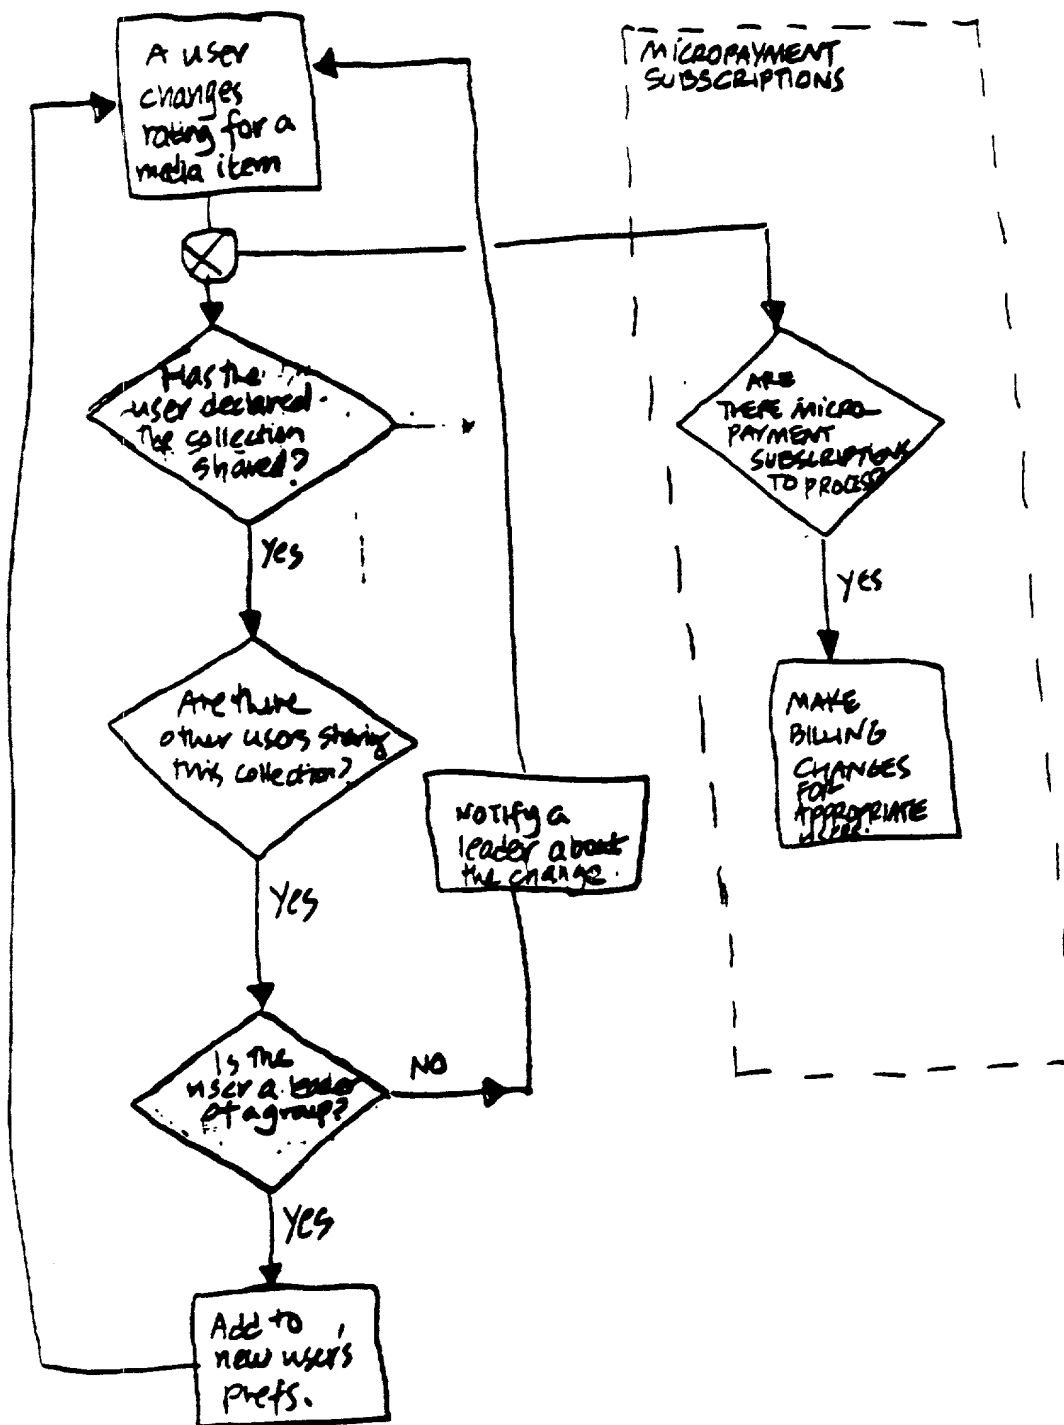 A user
changes
rating for a
media item
MICROPAYMENT
SUBSCRIPTIONS
Has the
user declared
the collection
shared?
ARE
THERE MICRO-
PAYMENT
SUBSCRIPTIONS
TO PROCESS?
Yes
YES
Are there
other users sharing
this collection?
MAKE
BILLING
CHANGES
FOR
APPROPRIATE
NOTIFY a
leader about
the change.
Yes
Is the
user a leader
of a group?
NO
Yes
Add to
new user's
prefs.